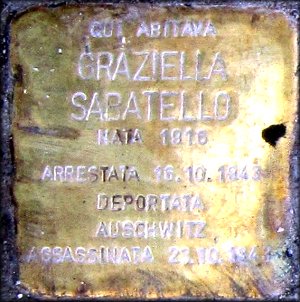 QUI ABITAVA
GRAZIELLA
SABATELLO
NATA 1916
ARRESTATA 16.10.1943
DEPORTATA
AUSCHWITZ
ASSASSINATA 23.10.1943